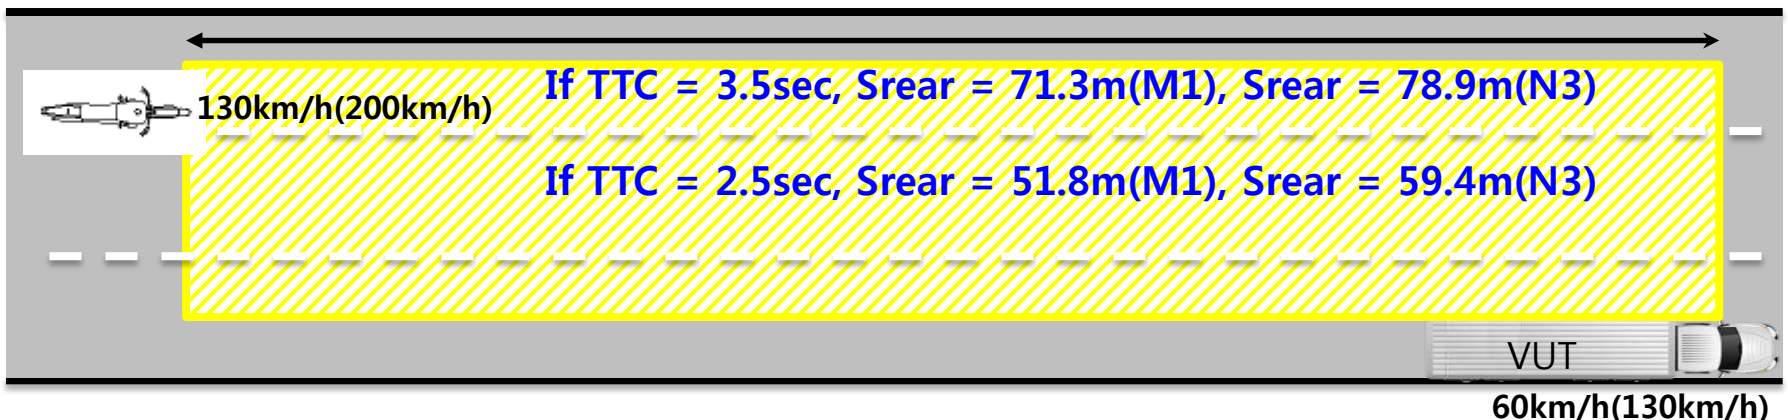 If TTC = 3.5sec, Srear = 71.3m(M1), Srear = 78.9m(N3)
130km/h(200km/h)
If TTC = 2.5sec, Srear = 51.8m(M1), Srear = 59.4m(N3)
VUT
60km/h(130km/h)